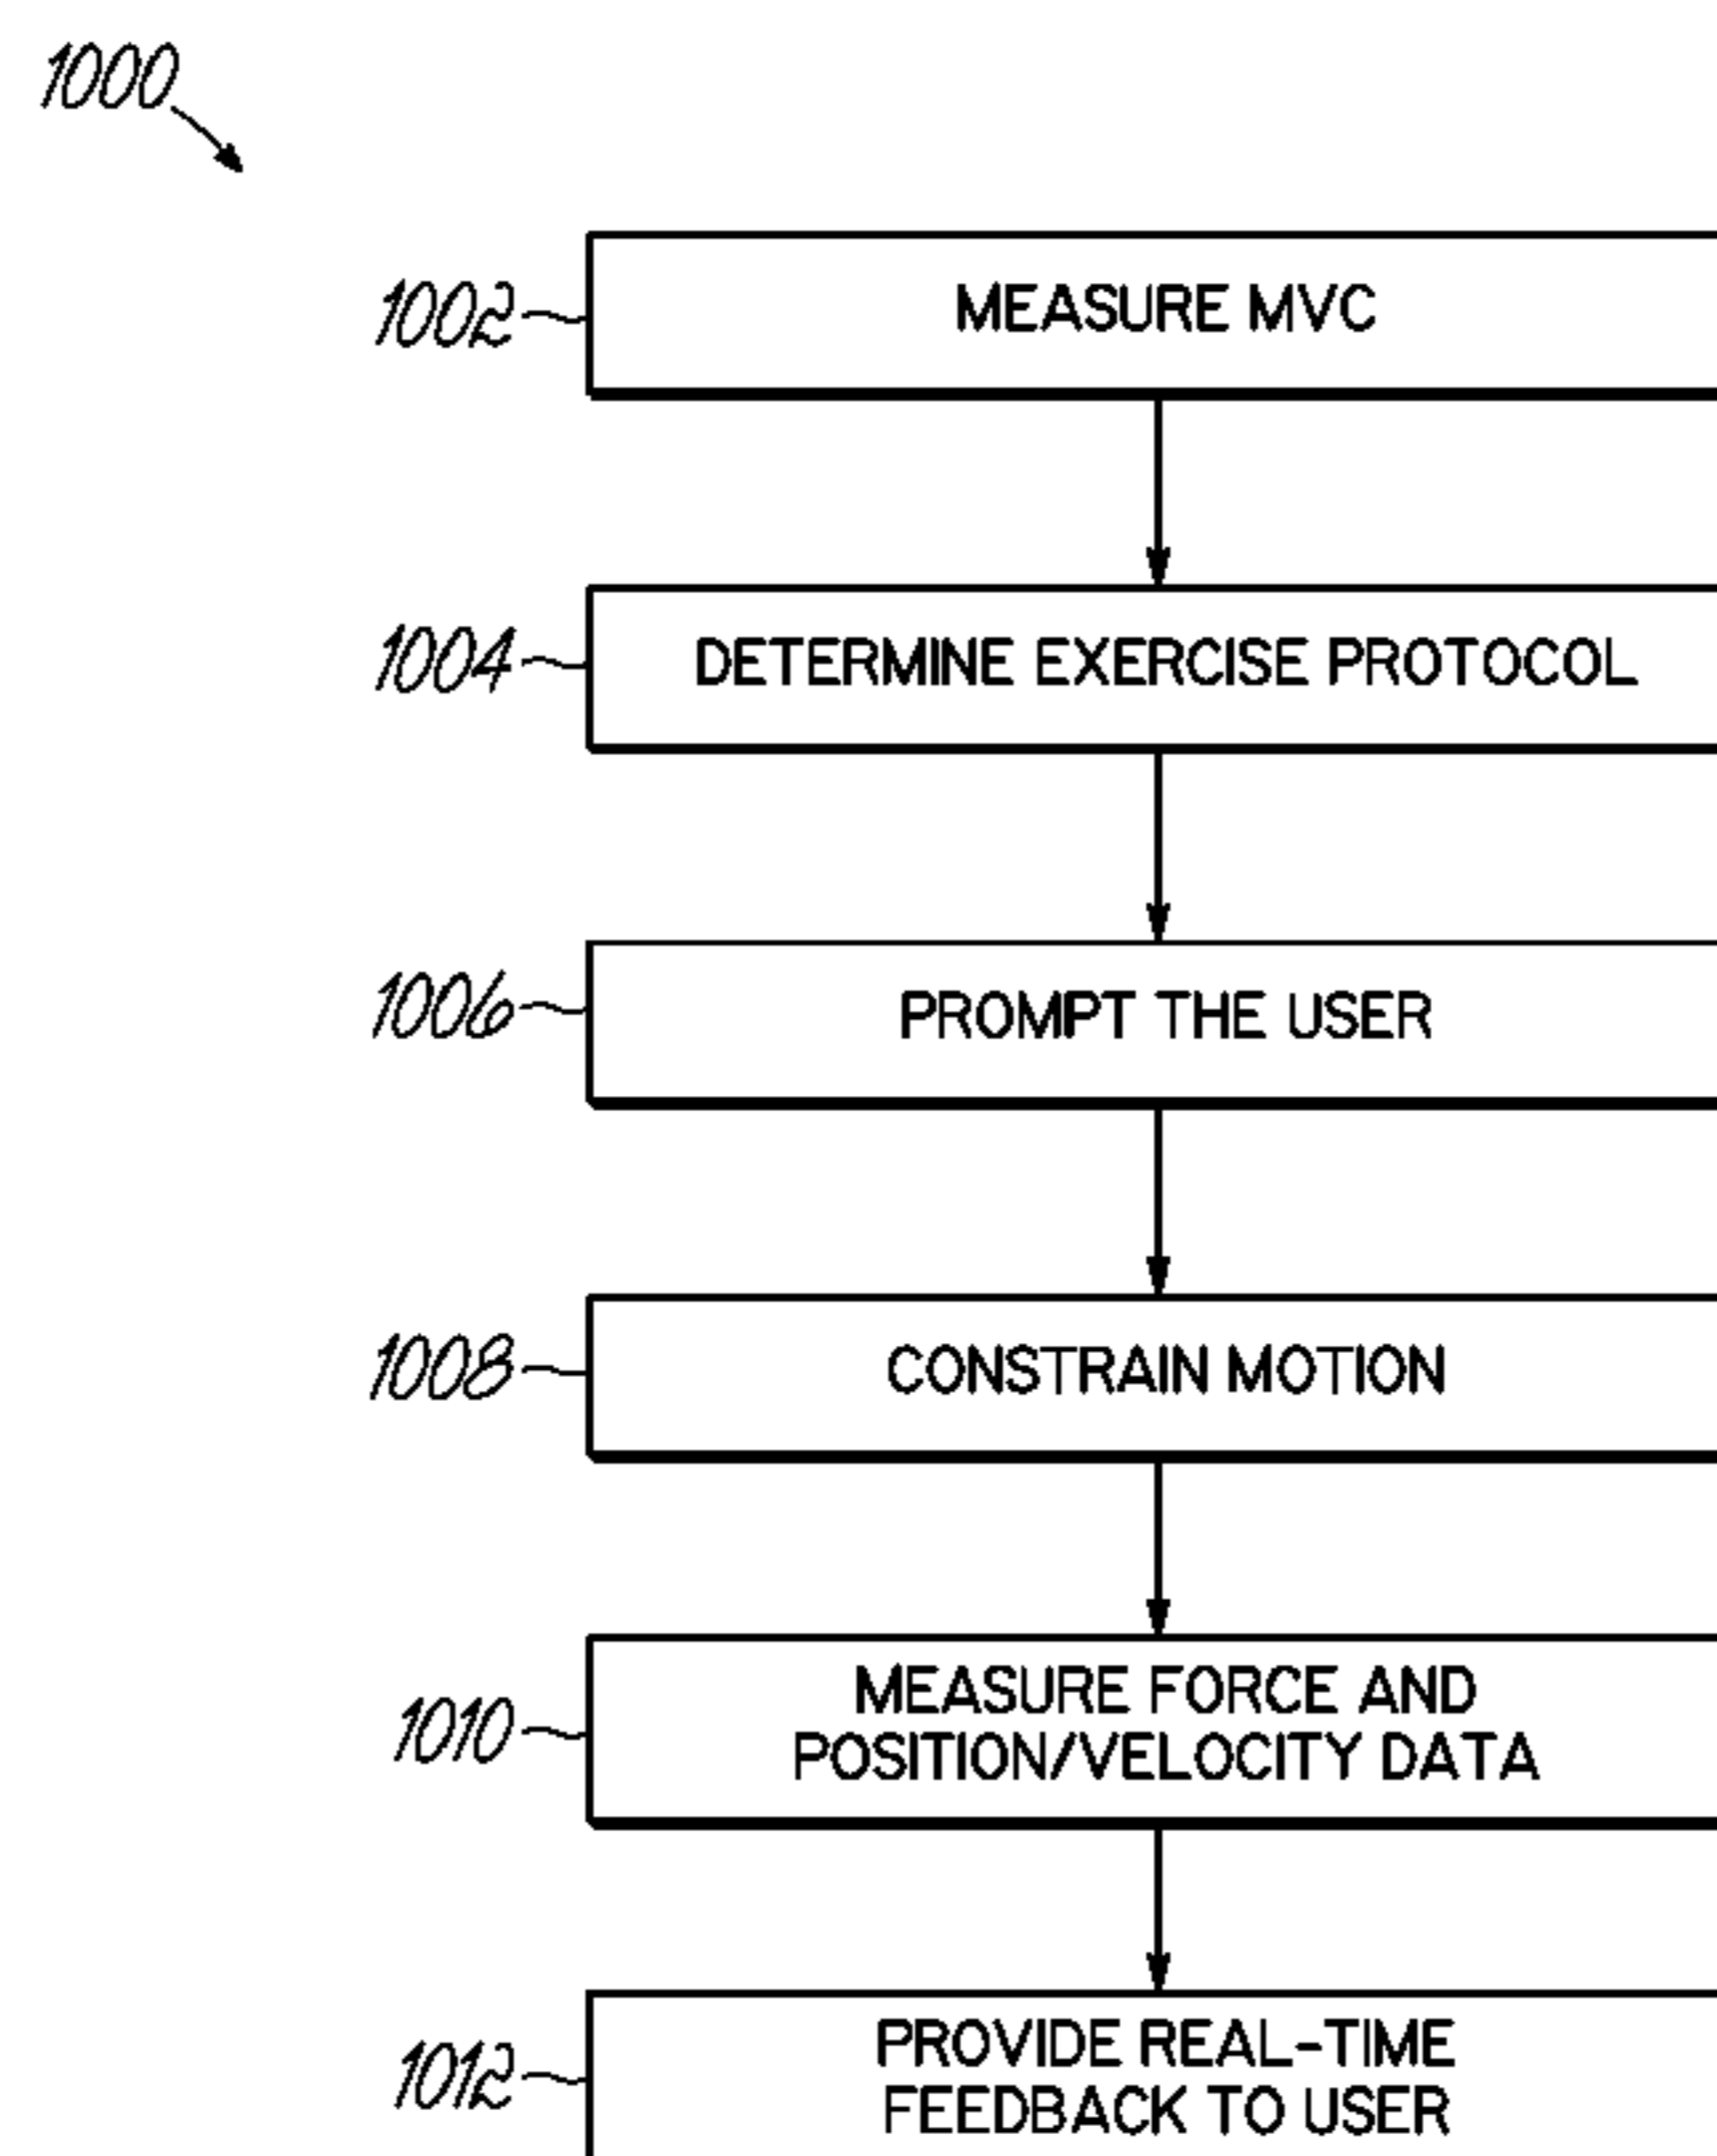 1000
1002
MEASURE MVC
1004
DETERMINE EXERCISE PROTOCOL
1006
PROMPT THE USER
1008
CONSTRAIN MOTION
1010
MEASURE FORCE AND
POSITION/VELOCITY DATA
1012
PROVIDE REAL-TIME
FEEDBACK TO USER